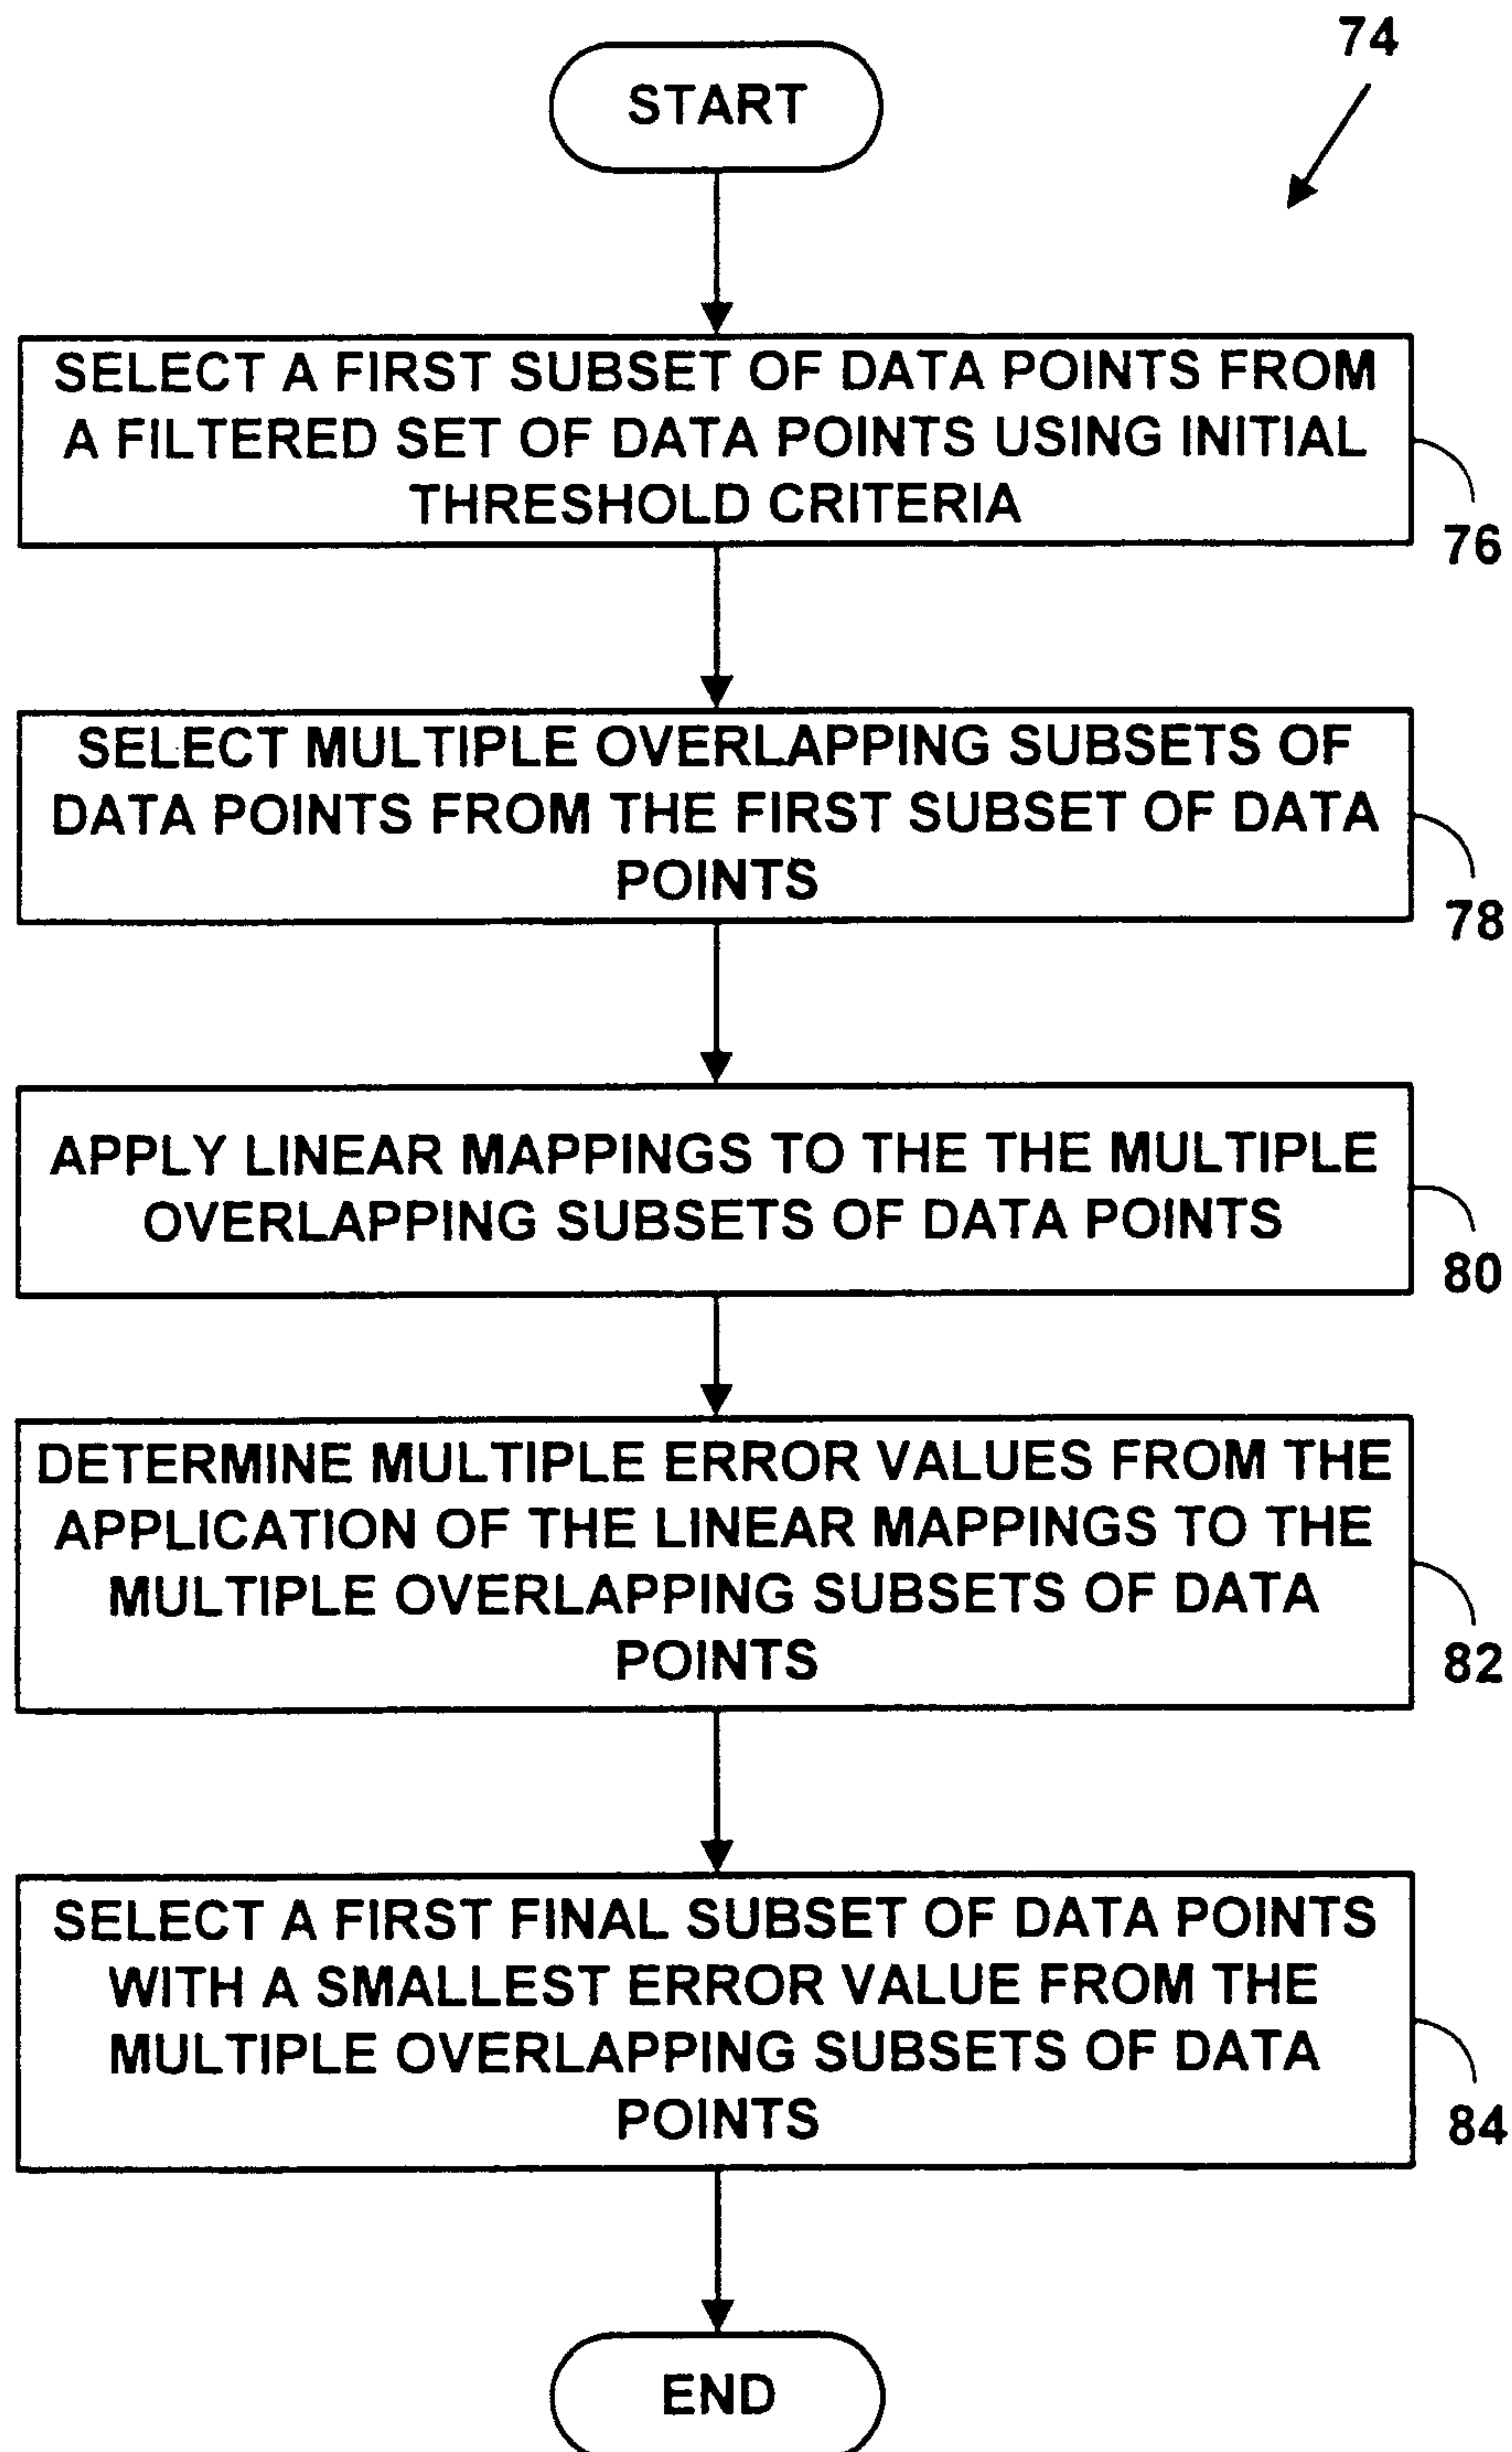 74
START
SELECT A FIRST SUBSET OF DATA POINTS FROM
A FILTERED SET OF DATA POINTS USING INITIAL
THRESHOLD CRITERIA
76
SELECT MULTIPLE OVERLAPPING SUBSETS OF
DATA POINTS FROM THE FIRST SUBSET OF DATA
POINTS
78
APPLY LINEAR MAPPINGS TO THE THE MULTIPLE
OVERLAPPING SUBSETS OF DATA POINTS
80
DETERMINE MULTIPLE ERROR VALUES FROM THE
APPLICATION OF THE LINEAR MAPPINGS TO THE
MULTIPLE OVERLAPPING SUBSETS OF DATA
POINTS
82
SELECT A FIRST FINAL SUBSET OF DATA POINTS
WITH A SMALLEST ERROR VALUE FROM THE
MULTIPLE OVERLAPPING SUBSETS OF DATA
POINTS
84
END